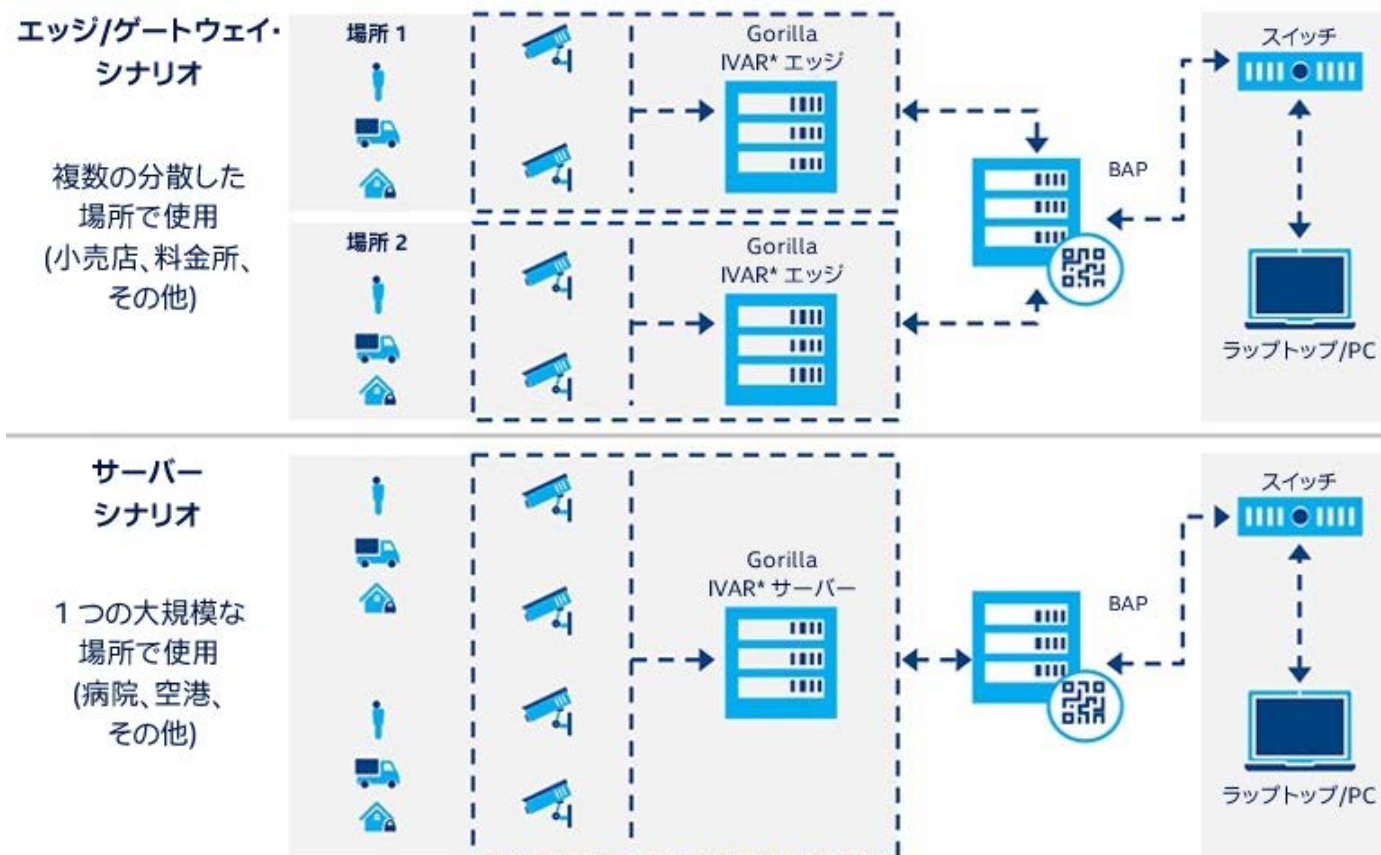 エッジ/ゲートウェイ・
シナリオ
複数の分散した
場所で使用
(小売店、料金所、
その他)
場所 1
Gorilla
IVAR* エッジ
場所 2
Gorilla
IVAR* エッジ
BAP
スイッチ
ラップトップ/PC
サーバー
シナリオ
1 つの大規模な
場所で使用
(病院、空港、
その他)
Gorilla
IVAR* サーバー
BAP
スイッチ
ラップトップ/PC